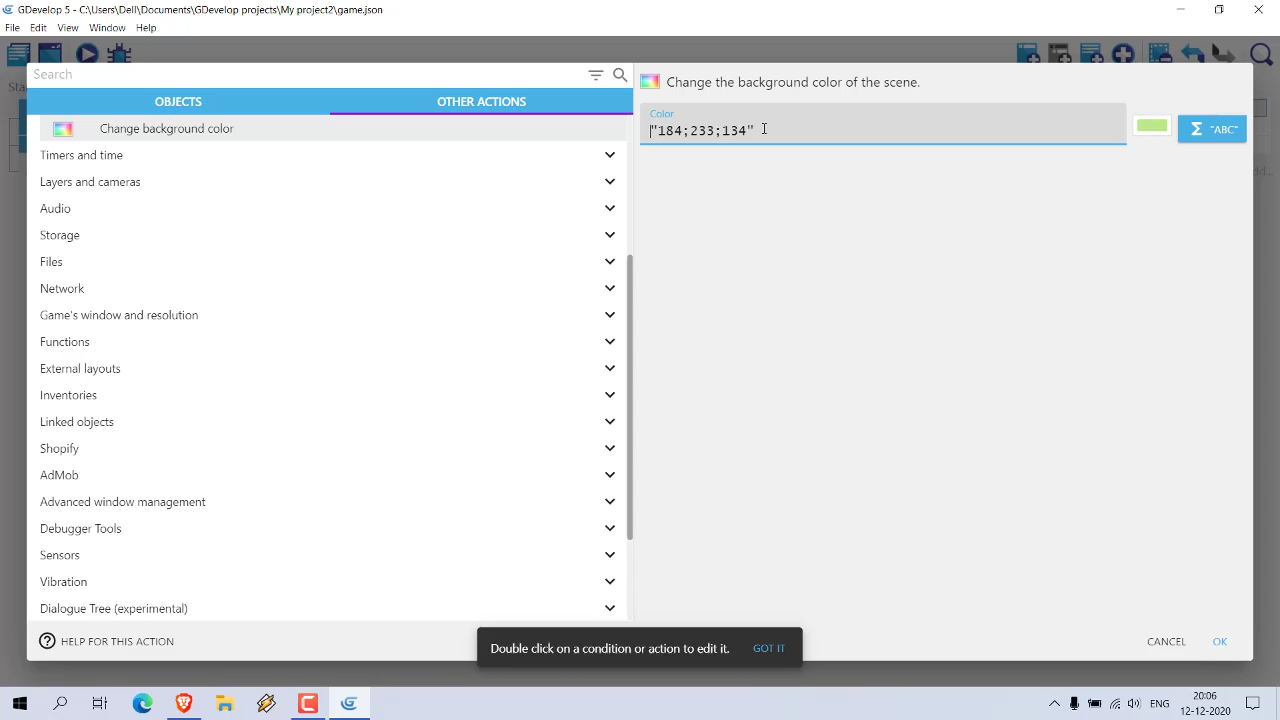 GDevelop 5 - C:\Users\Dell\Documents\GDevelop projects\My project2\game.json
File Edit View Window Help
Search
OBJECTS OTHER ACTIONS
Change background color
Timers and time
Layers and cameras
Audio
Storage
Files
Network
Game's window and resolution
Functions
External layouts
Inventories
Linked objects
Shopify
AdMob
Advanced window management
Debugger Tools
Sensors
Vibration
Dialogue Tree (experimental)
HELP FOR THIS ACTION
Change the background color of the scene.
Color
"184;233;134"
Σ "ABC"
Double click on a condition or action to edit it. GOT IT
CANCEL OK
ENG
20:06
12-12-2020